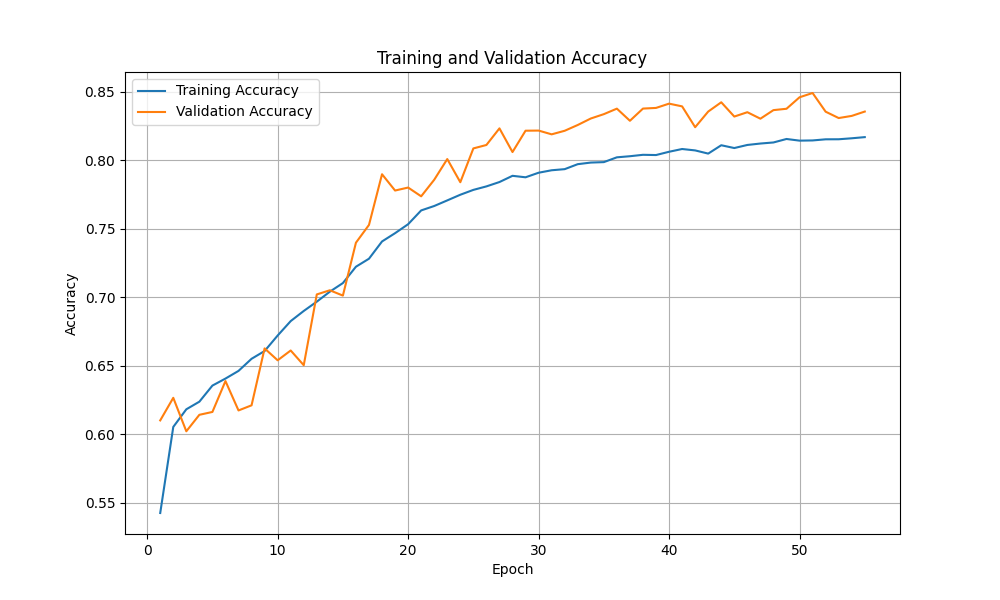 Training and Validation Accuracy
Training Accuracy
Validation Accuracy
0.85
0.80
0.75
0.70
0.65
0.60
0.55
Accuracy
0 10 20 30 40 50
Epoch